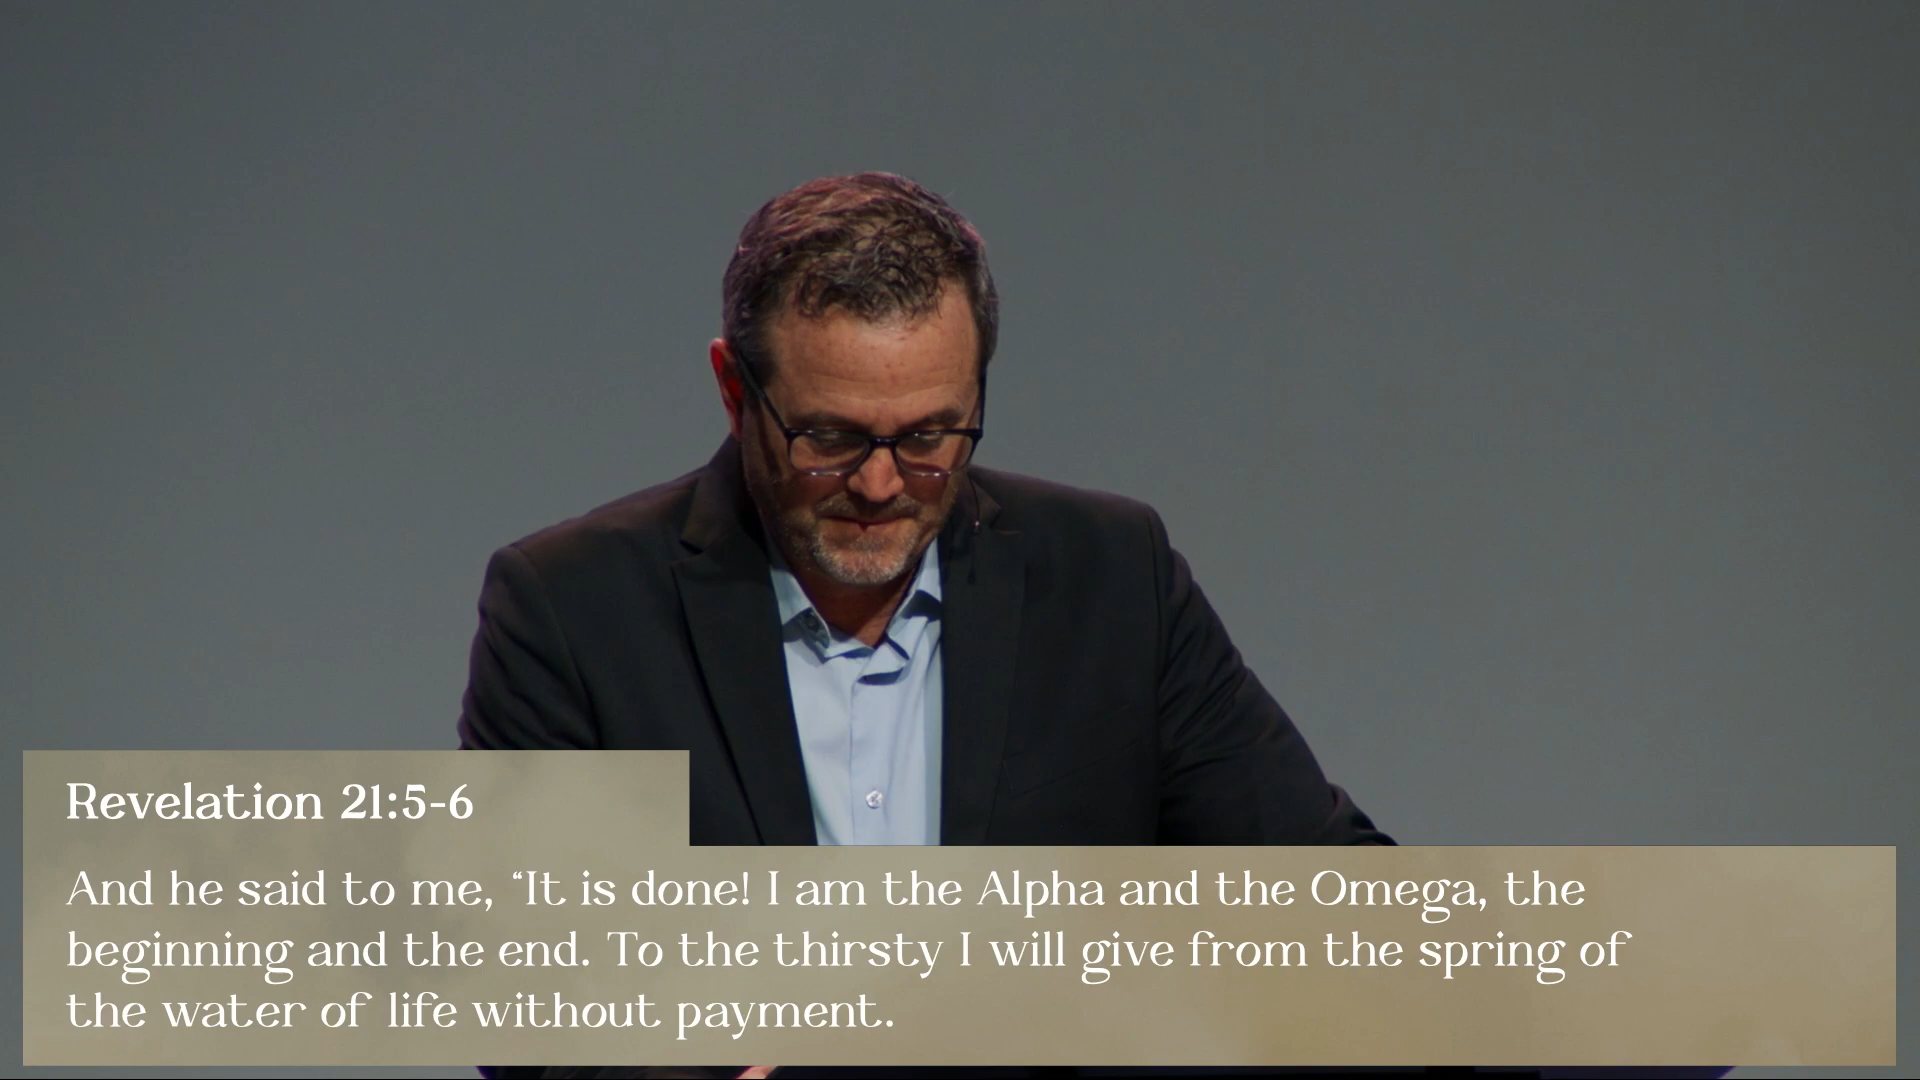 Revelation 21:5-6
And he said to me, “It is done! I am the Alpha and the Omega, the
beginning and the end. To the thirsty I will give from the spring of
the water of life without payment.